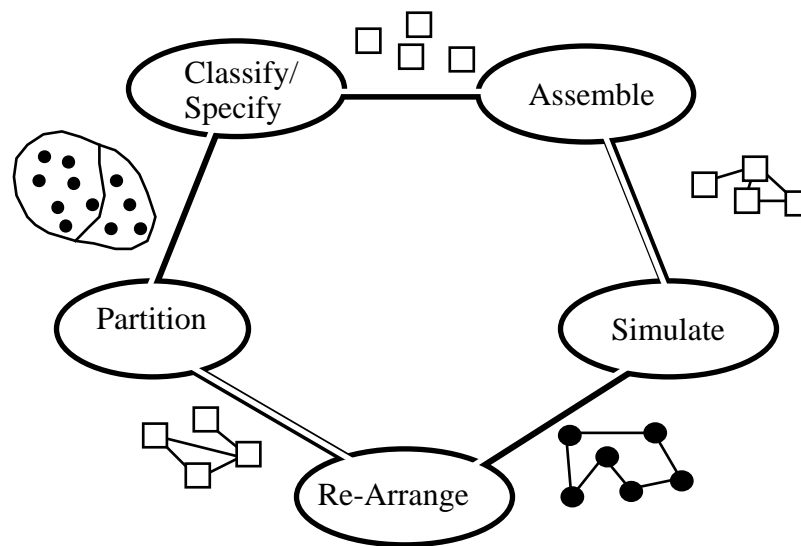 Classify/
Specify
Assemble
Partition
Simulate
Re-Arrange